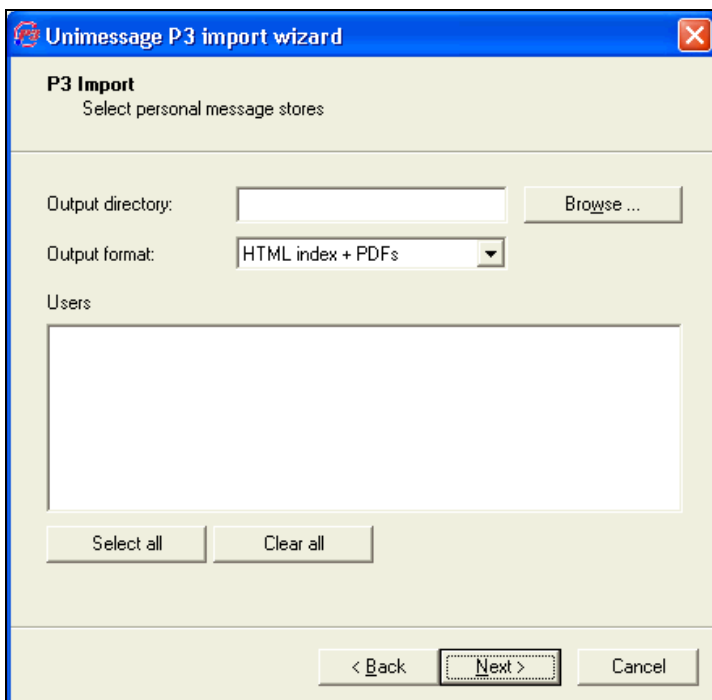 Unimessage P3 import wizard
P3 Import
Select personal message stores
Output directory:
Browse ...
Output format:
HTML index + PDFs
Users
Select all
Clear all
< Back
Next >
Cancel